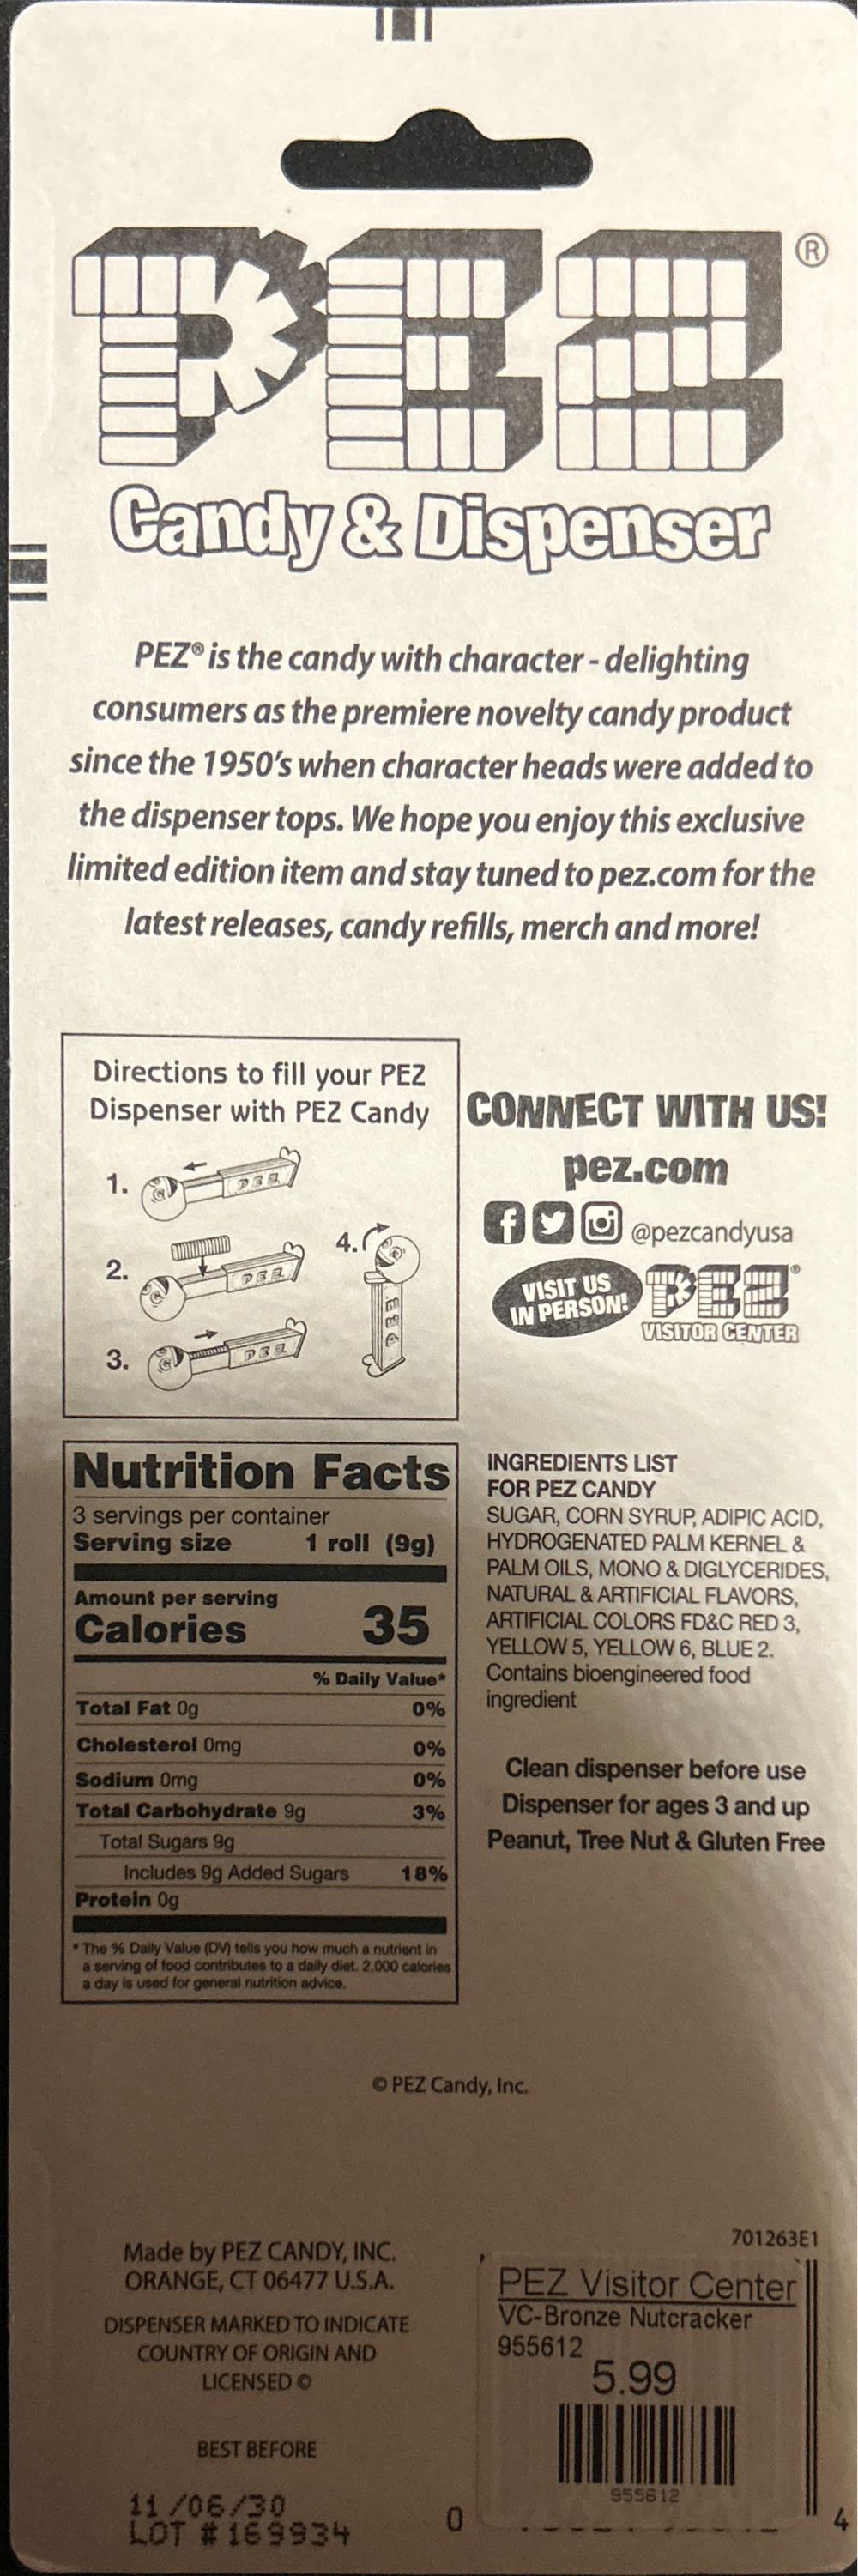 PEZ®
Candy & Dispenser
PEZ® is the candy with character - delighting
consumers as the premiere novelty candy product
since the 1950's when character heads were added to
the dispenser tops. We hope you enjoy this exclusive
limited edition item and stay tuned to pez.com for the
latest releases, candy refills, merch and more!
Directions to fill your PEZ
Dispenser with PEZ Candy
1.
PEZ
2.
PEZ
3.
PEZ
4.
PEZ
CONNECT WITH US!
pez.com
@pezcandyusa
VISIT US
IN PERSON!
PEZ®
VISITOR CENTER
Nutrition Facts
3 servings per container
Serving size 1 roll (9g)
Amount per serving
Calories 35
% Daily Value*
Total Fat 0g 0%
Cholesterol 0mg 0%
Sodium 0mg 0%
Total Carbohydrate 9g 3%
Total Sugars 9g
Includes 9g Added Sugars 18%
Protein 0g
* The % Daily Value (DV) tells you how much a nutrient in
a serving of food contributes to a daily diet. 2,000 calories
a day is used for general nutrition advice.
INGREDIENTS LIST
FOR PEZ CANDY
SUGAR, CORN SYRUP, ADIPIC ACID,
HYDROGENATED PALM KERNEL &
PALM OILS, MONO & DIGLYCERIDES,
NATURAL & ARTIFICIAL FLAVORS,
ARTIFICIAL COLORS FD&C RED 3,
YELLOW 5, YELLOW 6, BLUE 2.
Contains bioengineered food
ingredient
Clean dispenser before use
Dispenser for ages 3 and up
Peanut, Tree Nut & Gluten Free
© PEZ Candy, Inc.
Made by PEZ CANDY, INC.
ORANGE, CT 06477 U.S.A.
DISPENSER MARKED TO INDICATE
COUNTRY OF ORIGIN AND
LICENSED ©
BEST BEFORE
11/06/30
LOT # 169934
701263E1
PEZ Visitor Center
VC-Bronze Nutcracker
955612
5.99
955612
0 4